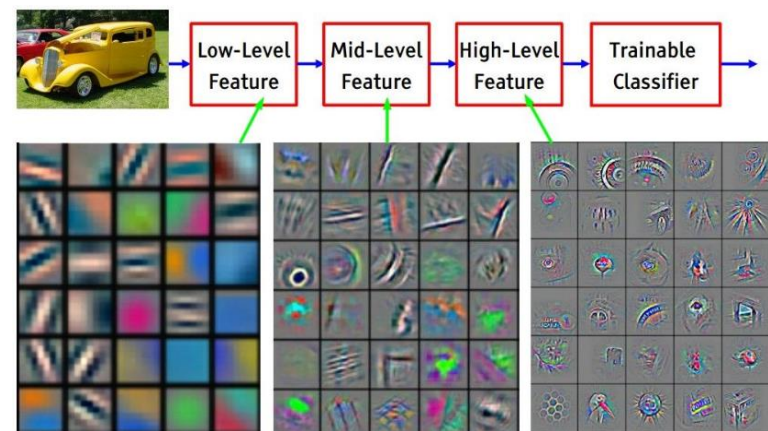 Low-Level
Feature
Mid-Level
Feature
High-Level
Feature
Trainable
Classifier